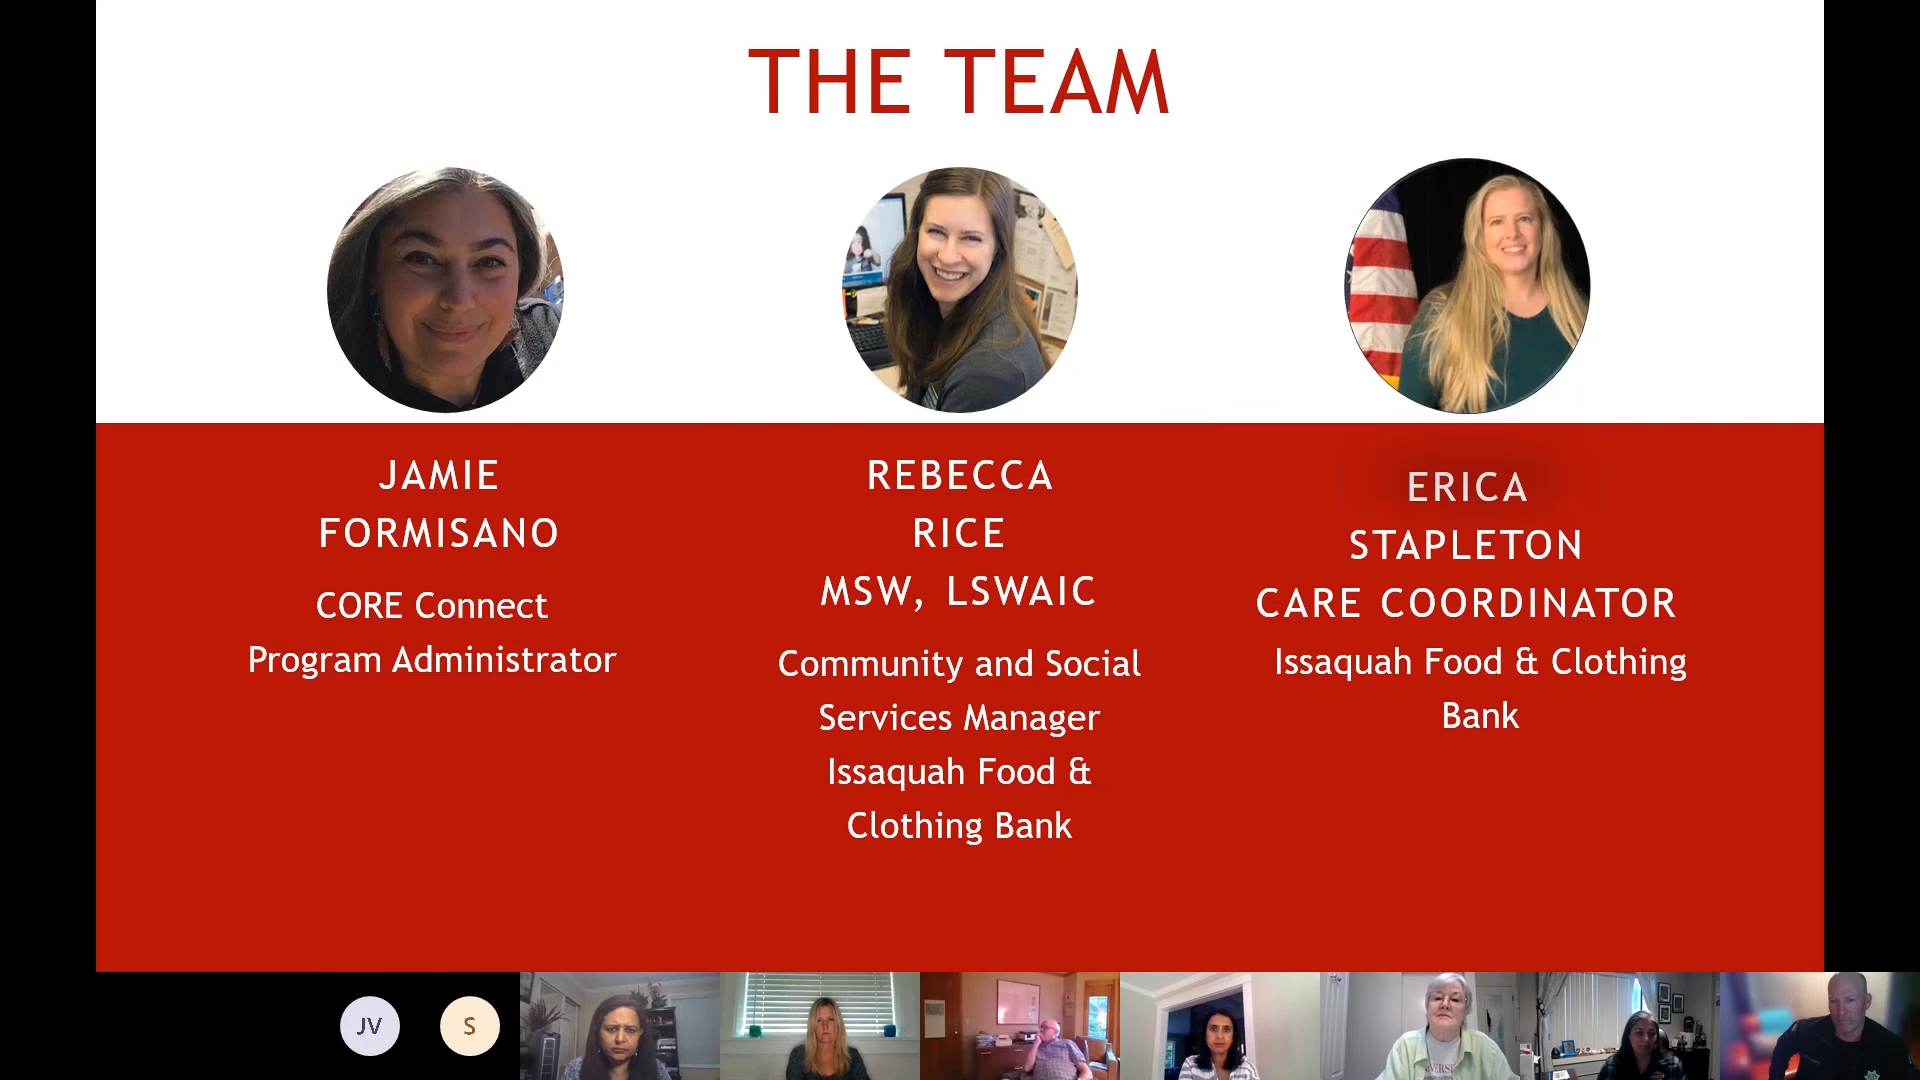 THE TEAM
JAMIE
FORMISANO
CORE Connect
Program Administrator
REBECCA
RICE
MSW, LSWAIC
Community and Social
Services Manager
Issaquah Food &
Clothing Bank
ERICA
STAPLETON
CARE COORDINATOR
Issaquah Food & Clothing
Bank
JV
S